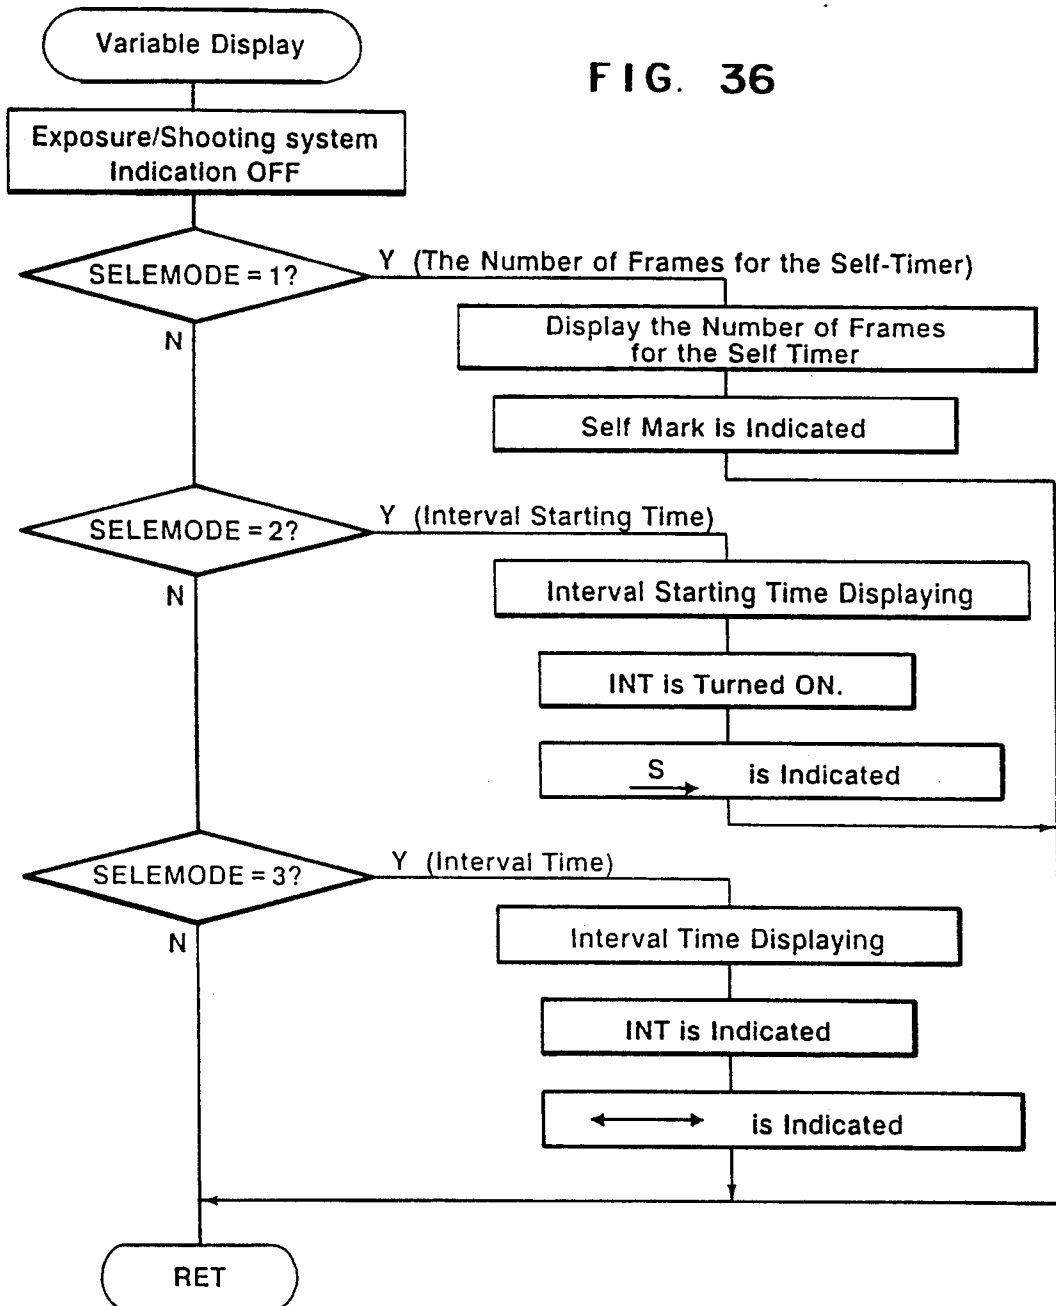 Variable Display
FIG. 36
Exposure/Shooting system
Indication OFF
SELEMODE = 1?
Y (The Number of Frames for the Self-Timer)
N
Display the Number of Frames
for the Self Timer
Self Mark is Indicated
SELEMODE = 2?
Y (Interval Starting Time)
N
Interval Starting Time Displaying
INT is Turned ON.
S is Indicated
SELEMODE = 3?
Y (Interval Time)
N
Interval Time Displaying
INT is Indicated
is Indicated
RET